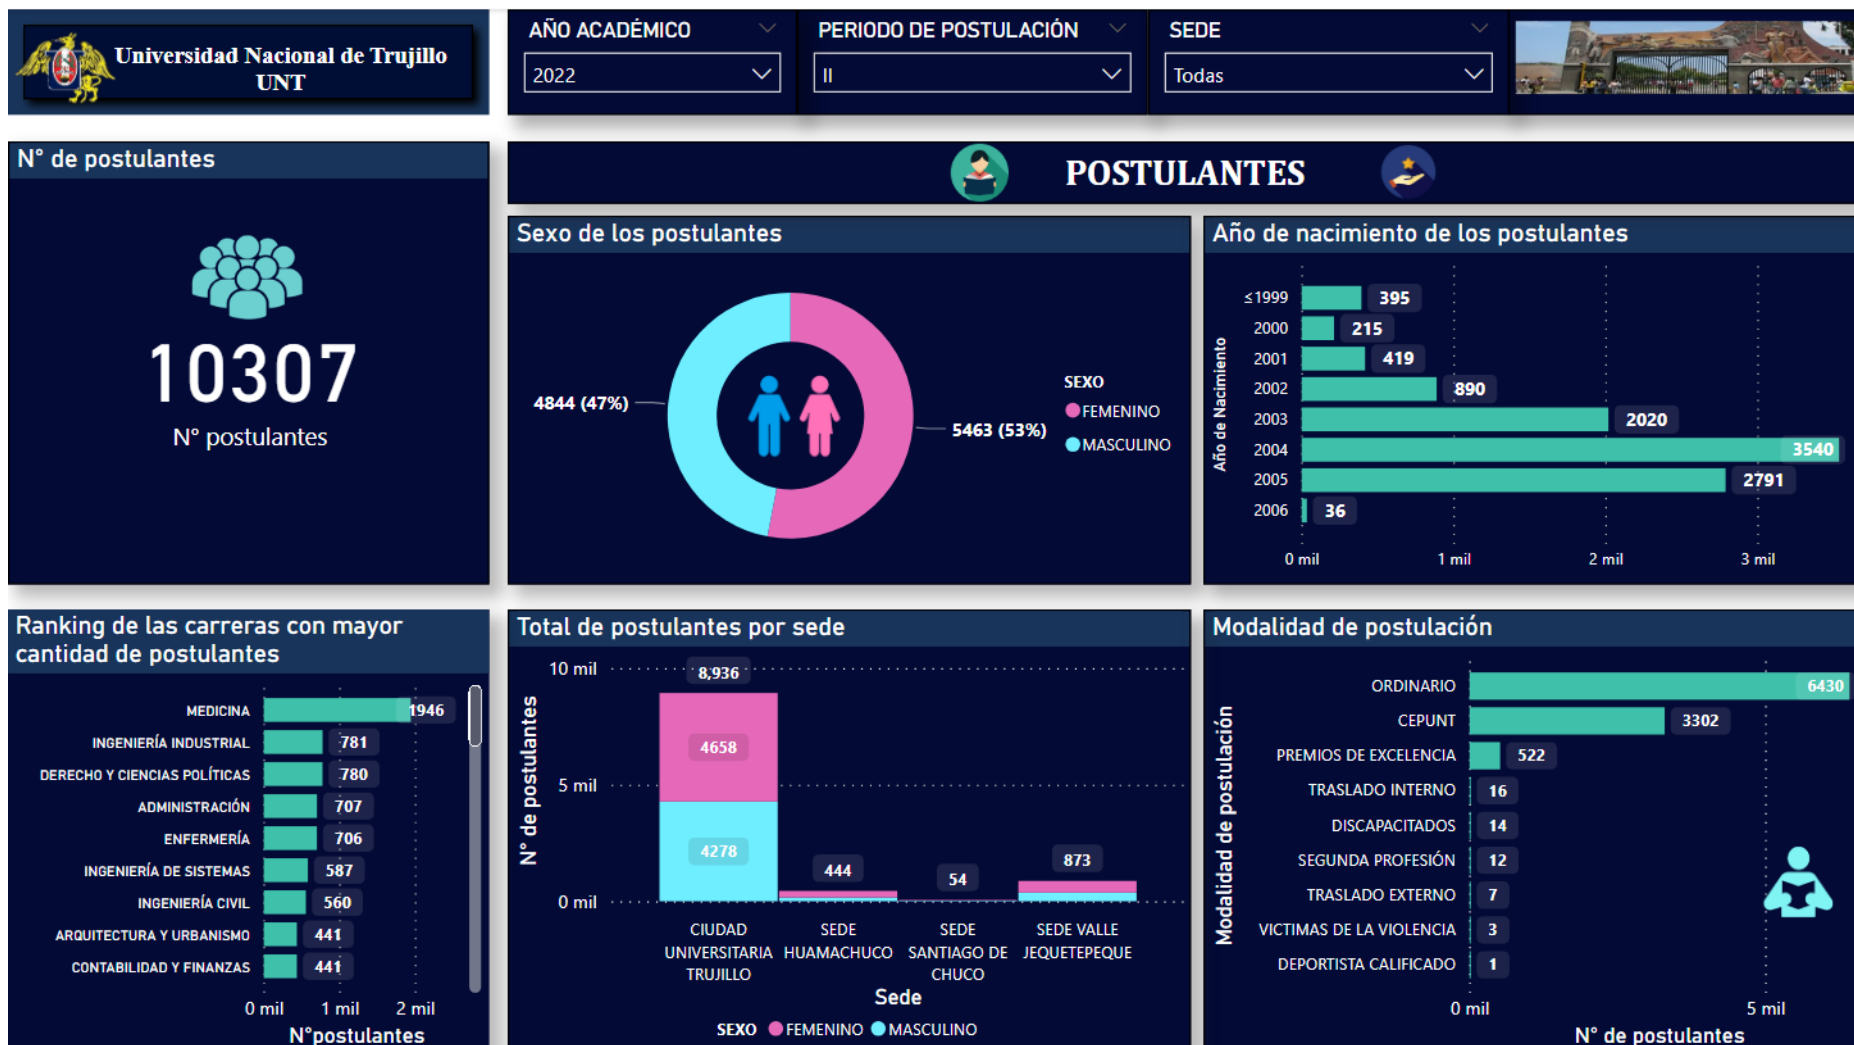 Universidad Nacional de Trujillo
UNT
AÑO ACADÉMICO
2022
PERIODO DE POSTULACIÓN
II
SEDE
Todas
N° de postulantes
10307
N° postulantes
POSTULANTES
Sexo de los postulantes
4844 (47%)
5463 (53%)
SEXO
FEMENINO
MASCULINO
Año de nacimiento de los postulantes
Año de Nacimiento
≤1999 395
2000 215
2001 419
2002 890
2003 2020
2004 3540
2005 2791
2006 36
0 mil 1 mil 2 mil 3 mil
Ranking de las carreras con mayor
cantidad de postulantes
MEDICINA 1946
INGENIERÍA INDUSTRIAL 781
DERECHO Y CIENCIAS POLÍTICAS 780
ADMINISTRACIÓN 707
ENFERMERÍA 706
INGENIERÍA DE SISTEMAS 587
INGENIERÍA CIVIL 560
ARQUITECTURA Y URBANISMO 441
CONTABILIDAD Y FINANZAS 441
0 mil 1 mil 2 mil
N°postulantes
Total de postulantes por sede
N° de postulantes
10 mil
5 mil
0 mil
8,936
4658
4278
444
54
873
CIUDAD UNIVERSITARIA TRUJILLO
SEDE HUAMACHUCO
SEDE SANTIAGO DE CHUCO
SEDE VALLE JEQUETEPEQUE
Sede
SEXO FEMENINO MASCULINO
Modalidad de postulación
Modalidad de postulación
ORDINARIO 6430
CEPUNT 3302
PREMIOS DE EXCELENCIA 522
TRASLADO INTERNO 16
DISCAPACITADOS 14
SEGUNDA PROFESIÓN 12
TRASLADO EXTERNO 7
VICTIMAS DE LA VIOLENCIA 3
DEPORTISTA CALIFICADO 1
0 mil 5 mil
N° de postulantes